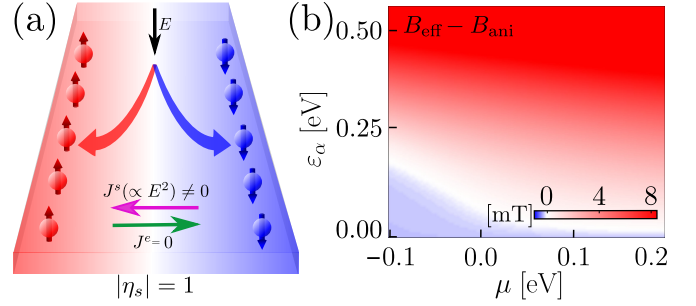 (a)
E
J^s(∝ E^2) ≠ 0
J^e = 0
|η_s| = 1
(b)
B_eff − B_ani
0.50
0.25
0.00
ε_α [eV]
[mT]
0 4 8
−0.1 0.0 0.1 0.2
μ [eV]